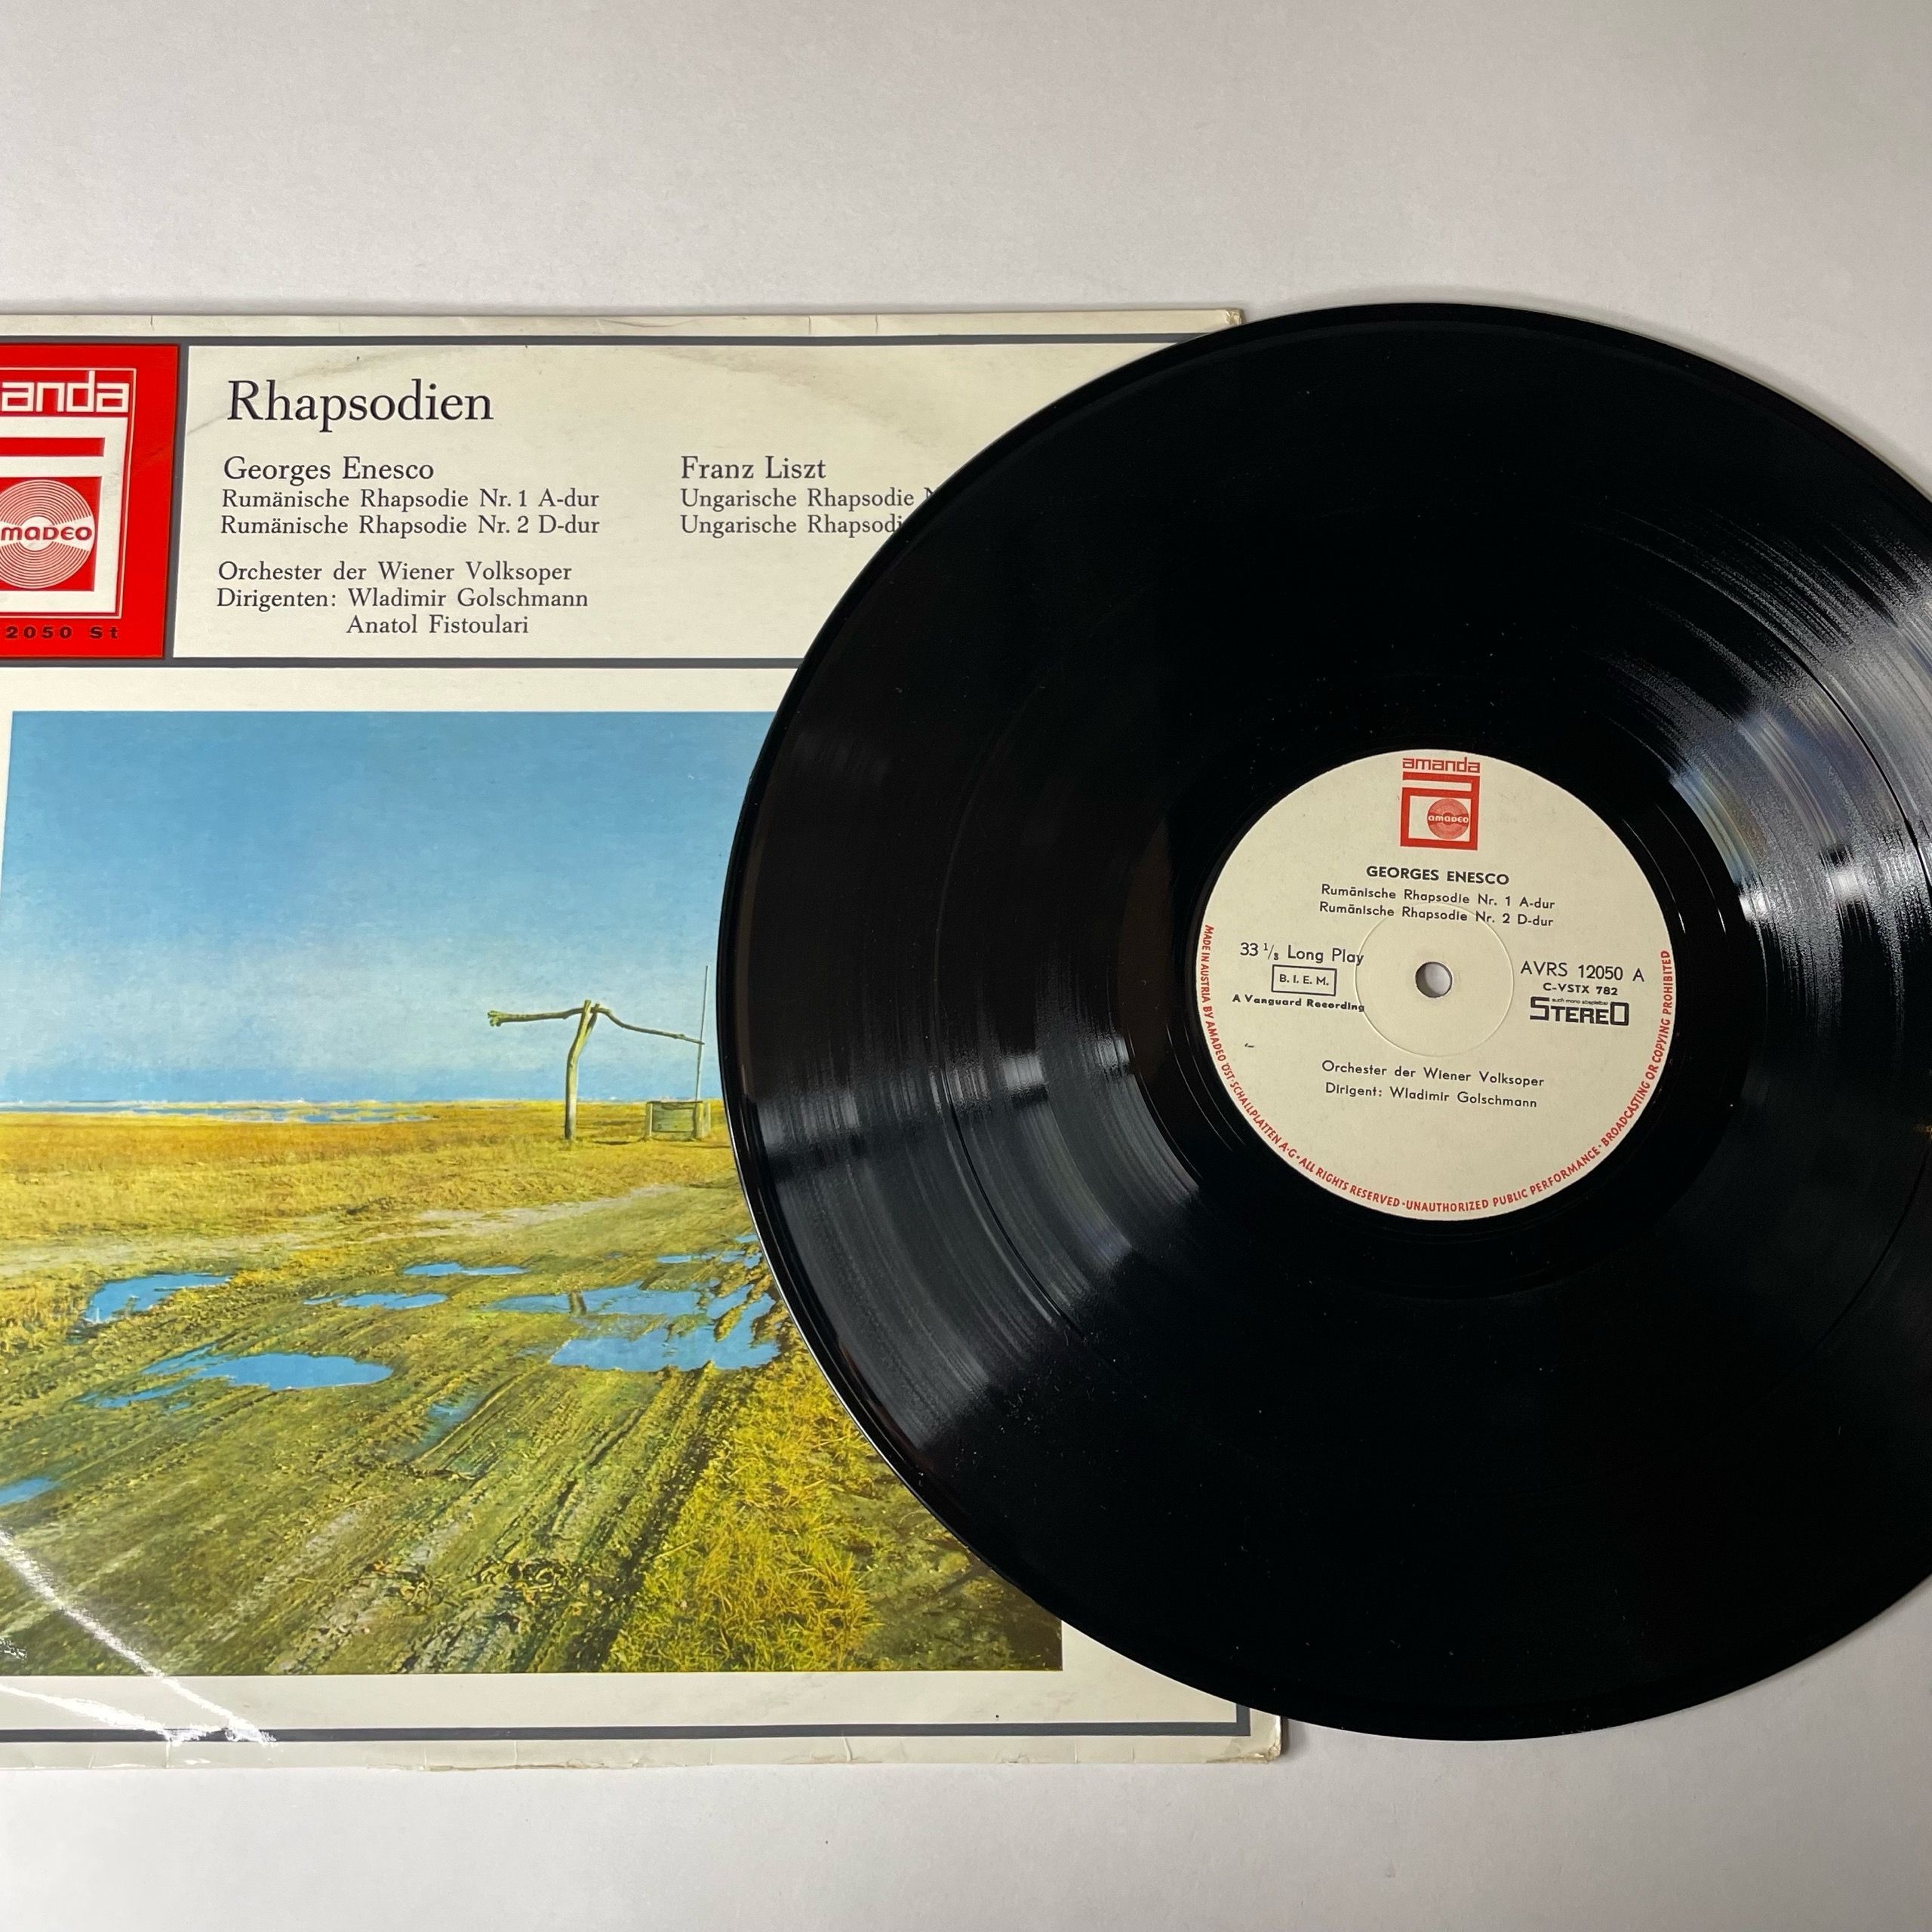 anda
Rhapsodien
Georges Enesco
Rumänische Rhapsodie Nr. 1 A-dur
Rumänische Rhapsodie Nr. 2 D-dur
Franz Liszt
Ungarische Rhapsodie
Ungarische
Orchester der Wiener Volksoper
Dirigenten: Wladimir Golschmann
Anatol Fistoulari
MADEO
2050 St
amanda
AMADEO
GEORGES ENESCO
Rumänische Rhapsodie Nr. 1 A-dur
Rumänische Rhapsodie Nr. 2 D-dur
33 1/3 Long Play
B. I. E. M.
A Vanguard Recording
AVRS 12050 A
C-VSTX 782
auch mono abspielbar
STEREO
Orchester der Wiener Volksoper
Dirigent: Wladimir Golschmann
MADE IN AUSTRIA BY AMADEO ÖST. SCHALLPLATTEN A·G · ALL RIGHTS RESERVED · UNAUTHORIZED PUBLIC PERFORMANCE · BROADCASTING OR COPYING PROHIBITED